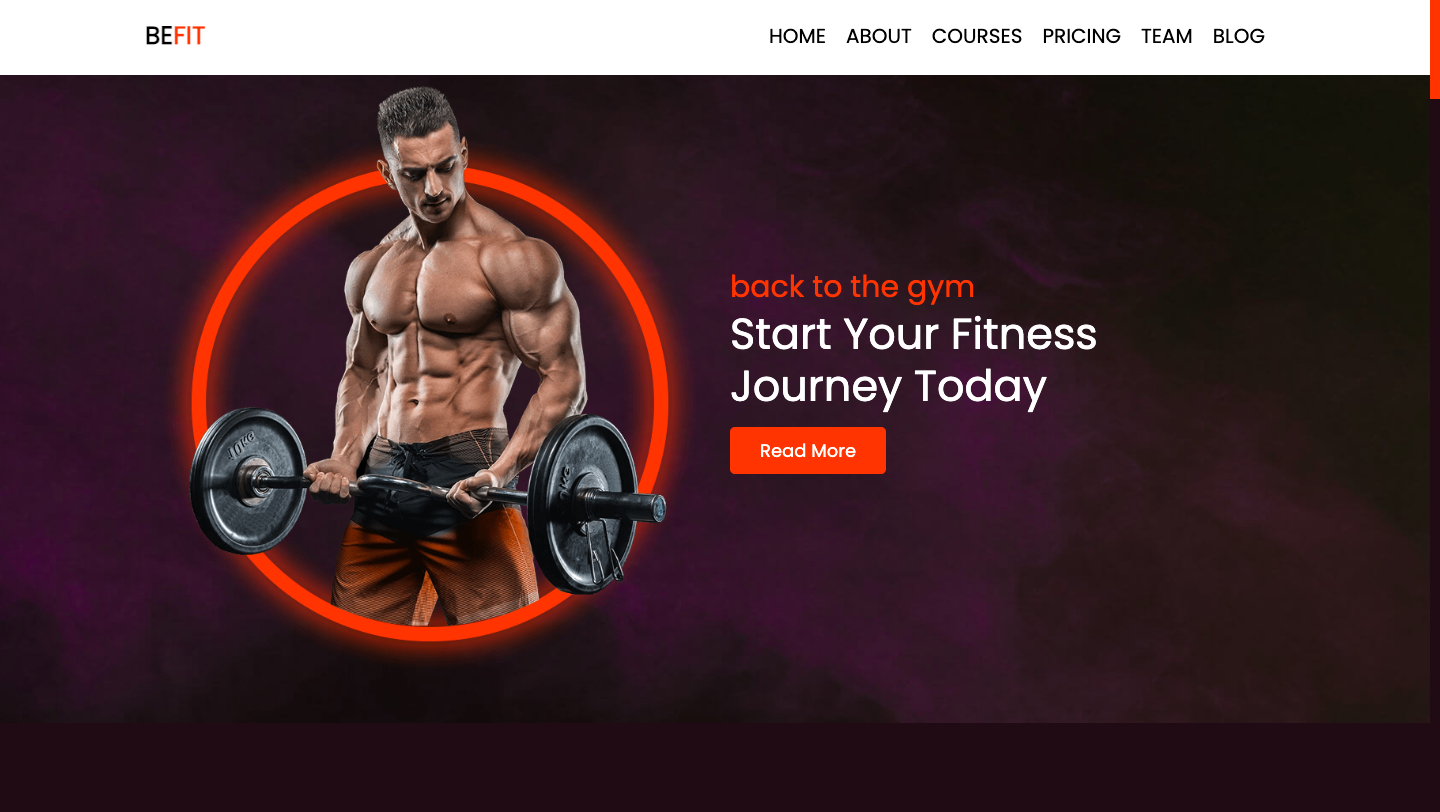 BEFIT
HOME ABOUT COURSES PRICING TEAM BLOG
back to the gym
Start Your Fitness
Journey Today
Read More
10KG